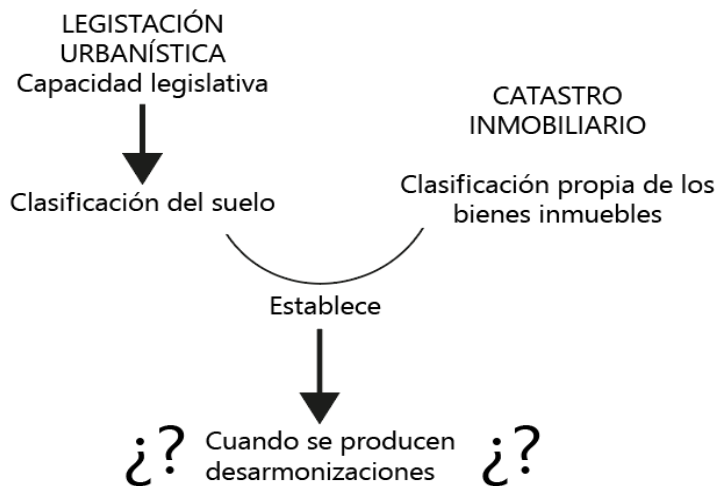 LEGISTACIÓN
URBANÍSTICA
Capacidad legislativa
CATASTRO
INMOBILIARIO
Clasificación del suelo
Clasificación propia de los
bienes inmuebles
Establece
¿? Cuando se producen ¿?
desarmonizaciones